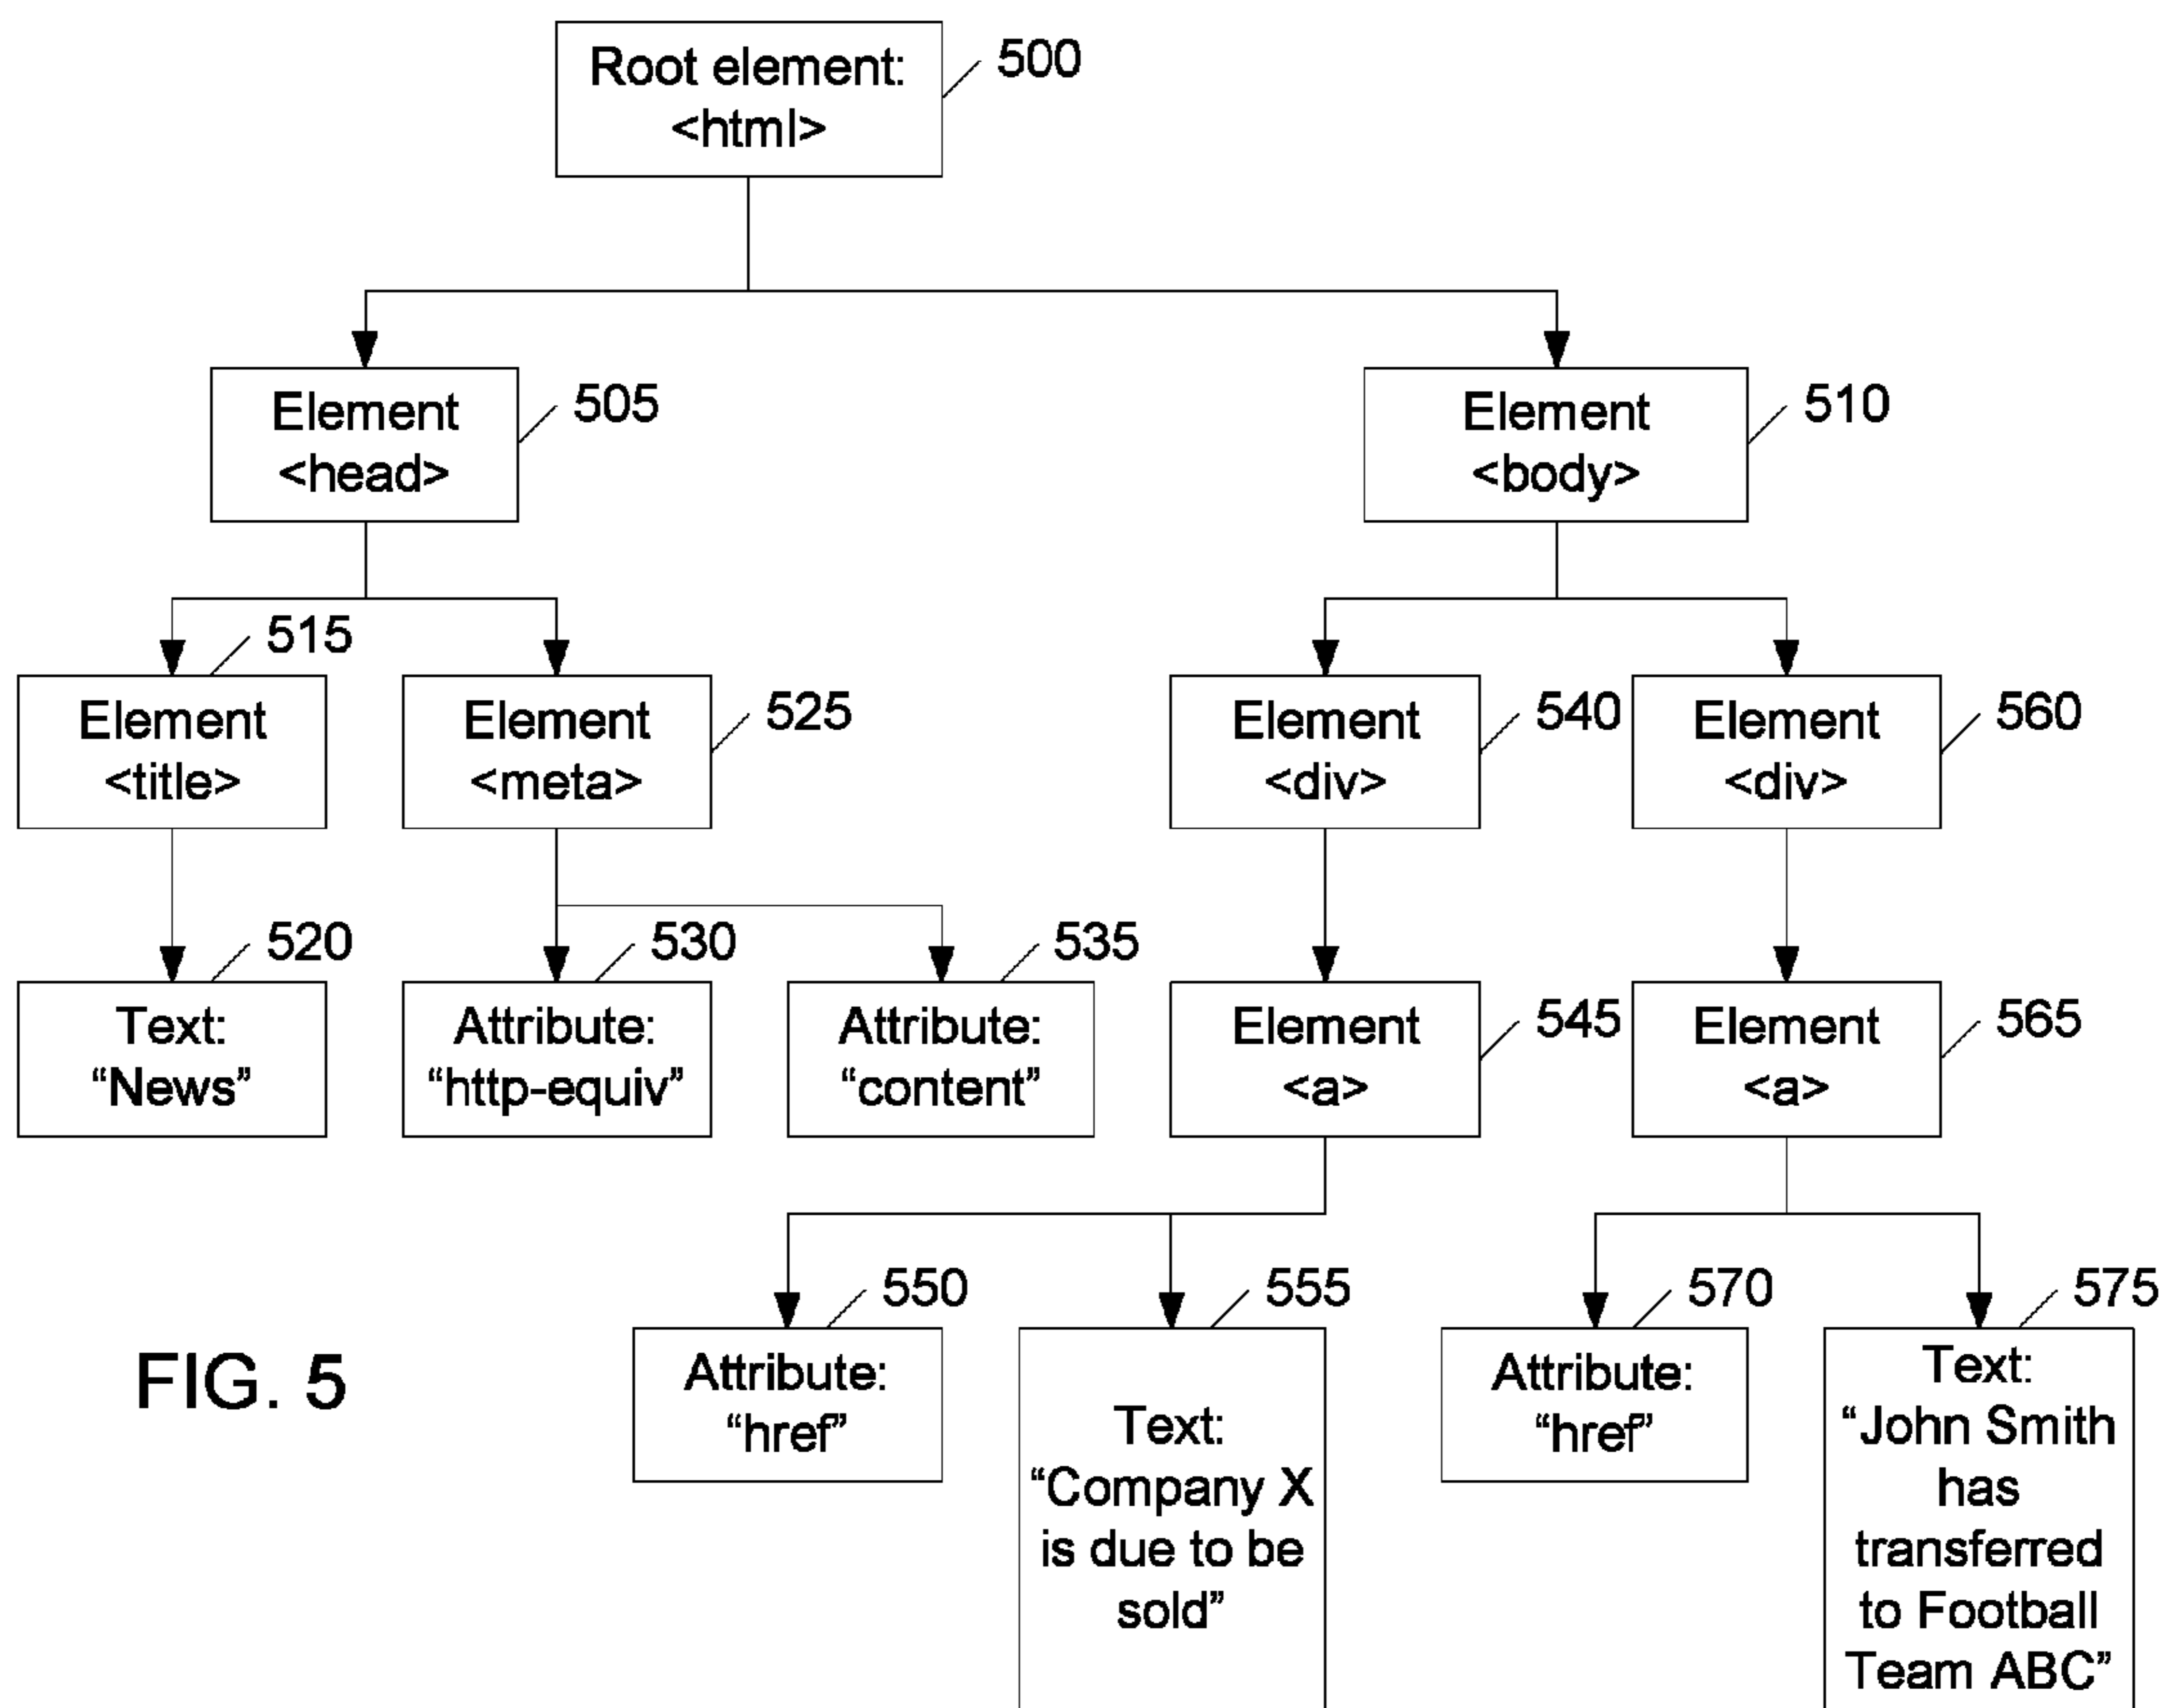 Root element:
<html>
500
Element
<head>
505
Element
<body>
510
515
Element
<title>
Element
<meta>
525
Element
<div>
540
Element
<div>
560
520
Text:
“News”
530
Attribute:
“http-equiv”
535
Attribute:
“content”
Element
<a>
545
Element
<a>
565
550
Attribute:
“href”
555
Text:
“Company X
is due to be
sold”
570
Attribute:
“href”
575
Text:
“John Smith
has
transferred
to Football
Team ABC”
FIG. 5